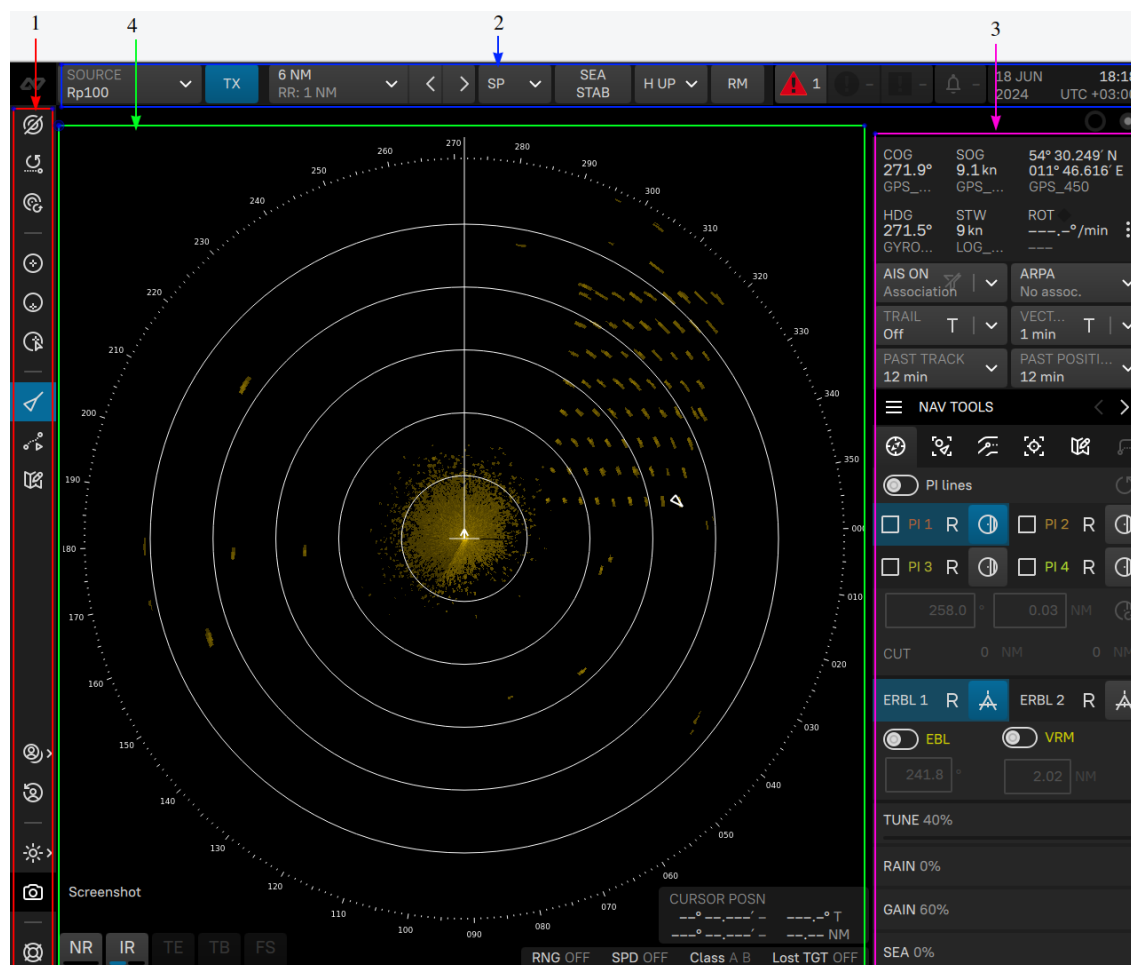 1 4 2 3
SOURCE
Rp100
TX
6 NM
RR: 1 NM
SP
SEA
STAB
H UP
RM
1
-
-
-
18 JUN 18:18
2024 UTC +03:00
COG SOG 54° 30.249′ N
271.9° 9.1 kn 011° 46.616′ E
GPS_... GPS_... GPS_450
HDG STW ROT
271.5° 9 kn ---.-°/min
GYRO... LOG_... ---
AIS ON ARPA
Association No assoc.
TRAIL T VECT... T
Off 1 min
PAST TRACK PAST POSITI...
12 min 12 min
NAV TOOLS
PI lines
PI 1 R PI 2 R
PI 3 R PI 4 R
258.0 ° 0.03 NM
CUT 0 NM 0 NM
ERBL 1 R ERBL 2 R
EBL VRM
241.8 ° 2.02 NM
TUNE 40%
RAIN 0%
GAIN 60%
SEA 0%
270
280
290
300
310
320
330
340
350
000
010
020
030
040
050
060
070
080
090
100
110
120
130
140
150
160
170
180
190
200
210
220
230
240
250
260
Screenshot
CURSOR POSN
--° --.---′ - ---.-° T
---° --.---′ - --.-- NM
NR IR TE TB FS
RNG OFF SPD OFF Class A B Lost TGT OFF